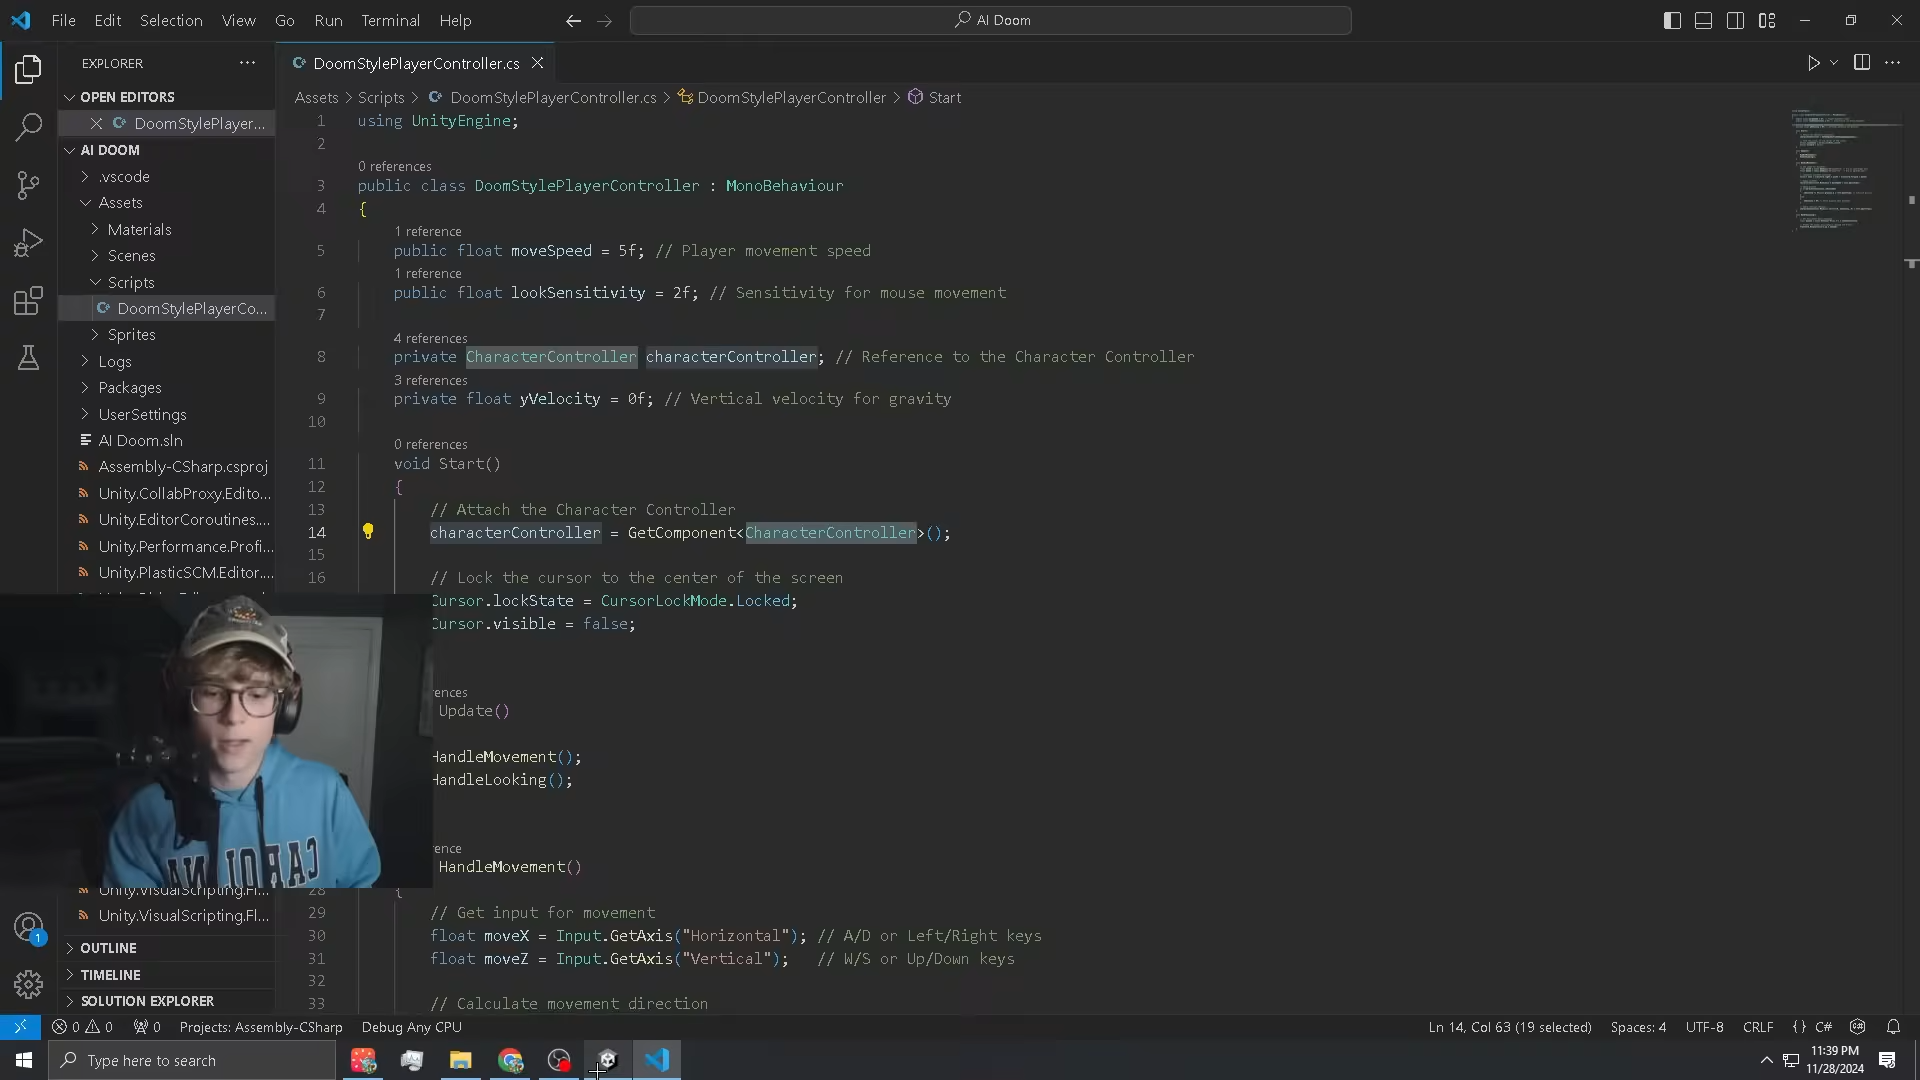 File Edit Selection View Go Run Terminal Help
AI Doom
EXPLORER
DoomStylePlayerController.cs
OPEN EDITORS
DoomStylePlayer...
AI DOOM
.vscode
Assets
Materials
Scenes
Scripts
DoomStylePlayerCo...
Sprites
Logs
Packages
UserSettings
AI Doom.sln
Assembly-CSharp.csproj
Unity.CollabProxy.Edito...
Unity.EditorCoroutines....
Unity.Performance.Profi...
Unity.PlasticSCM.Editor....
Unity.VisualScripting.Fl...
Unity.VisualScripting.Fl...
OUTLINE
TIMELINE
SOLUTION EXPLORER
Assets > Scripts > DoomStylePlayerController.cs > DoomStylePlayerController > Start
1 using UnityEngine;
2
0 references
3 public class DoomStylePlayerController : MonoBehaviour
4 {
1 reference
5 public float moveSpeed = 5f; // Player movement speed
1 reference
6 public float lookSensitivity = 2f; // Sensitivity for mouse movement
7
4 references
8 private CharacterController characterController; // Reference to the Character Controller
3 references
9 private float yVelocity = 0f; // Vertical velocity for gravity
10
0 references
11 void Start()
12 {
13 // Attach the Character Controller
14 characterController = GetComponent<CharacterController>();
15
16 // Lock the cursor to the center of the screen
Cursor.lockState = CursorLockMode.Locked;
Cursor.visible = false;
rences
Update()
HandleMovement();
HandleLooking();
rence
HandleMovement()
28 {
29 // Get input for movement
30 float moveX = Input.GetAxis("Horizontal"); // A/D or Left/Right keys
31 float moveZ = Input.GetAxis("Vertical"); // W/S or Up/Down keys
32
33 // Calculate movement direction
1
0 0 0 Projects: Assembly-CSharp Debug Any CPU
Ln 14, Col 63 (19 selected) Spaces: 4 UTF-8 CRLF {} C#
Type here to search
11:39 PM
11/28/2024